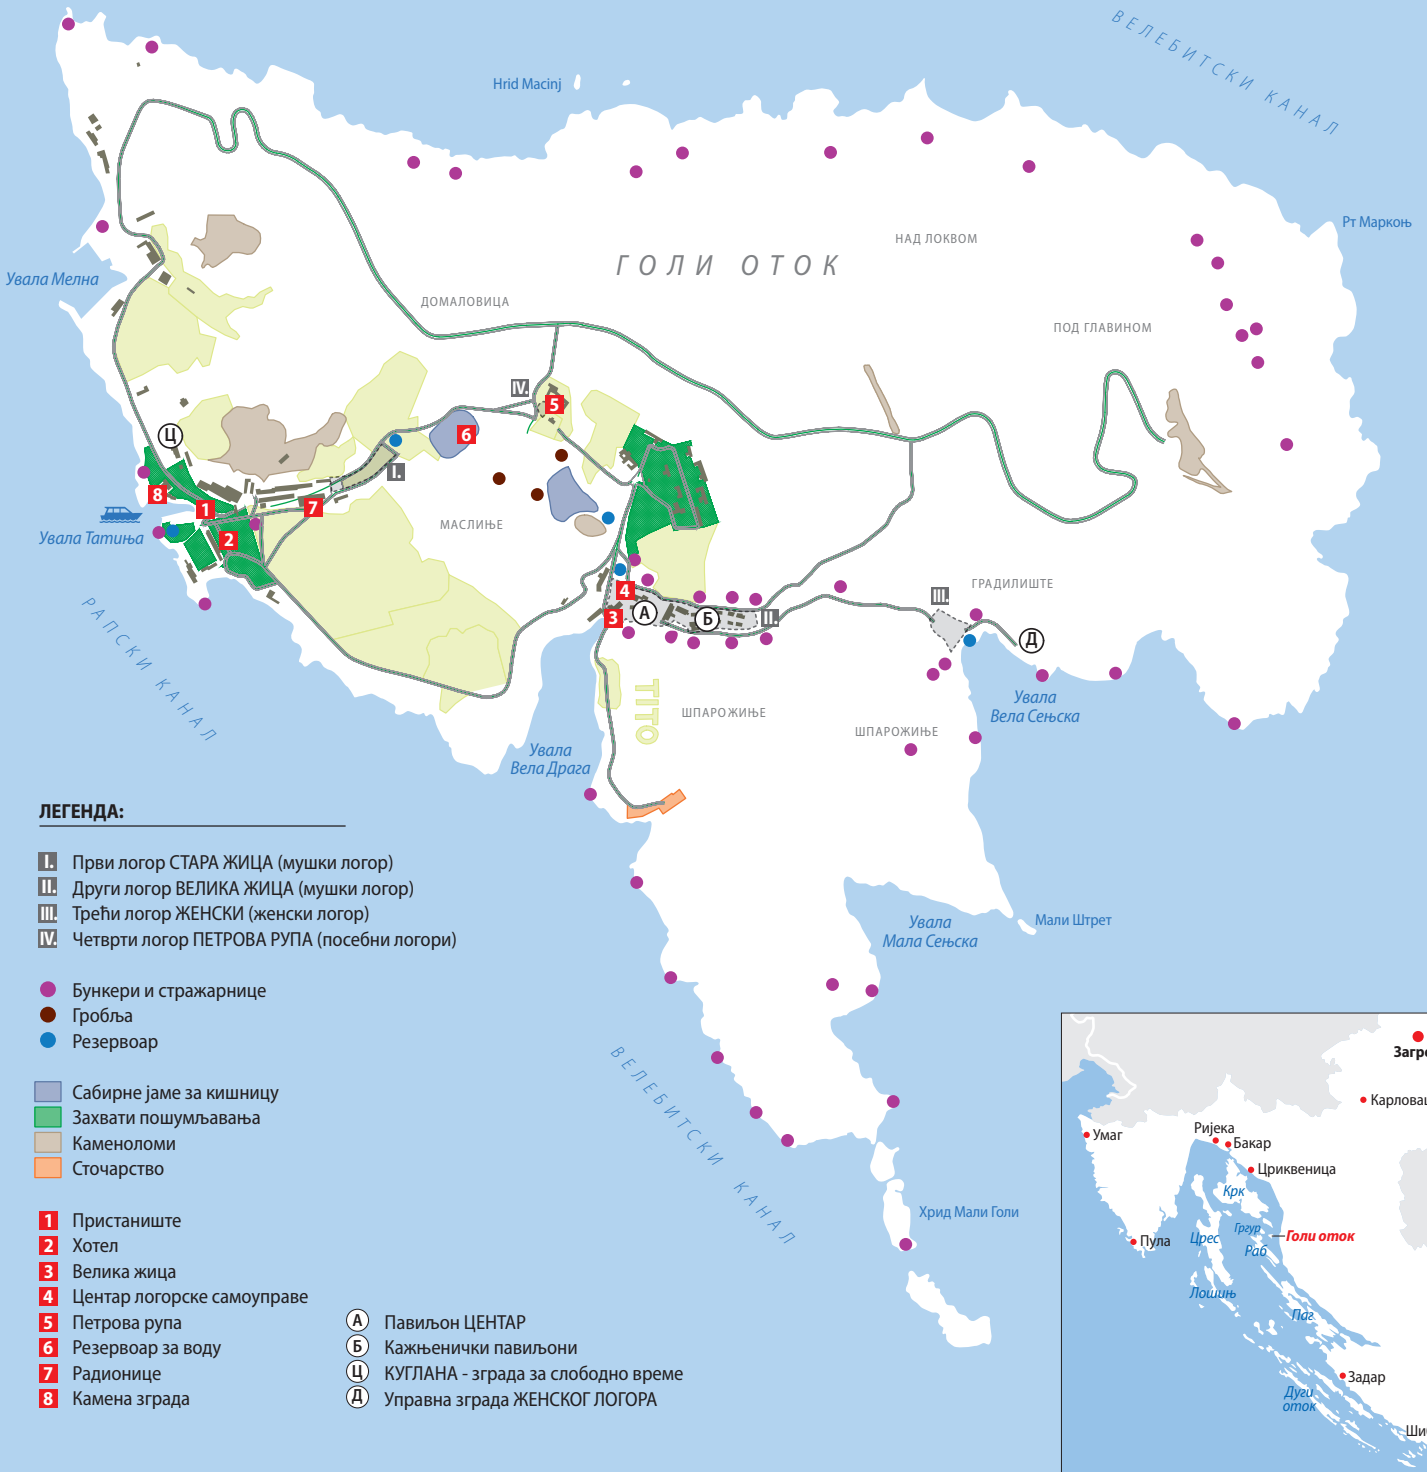 ВЕЛЕБИТСКИ КАНАЛ
Hrid Macinj
Рт Маркоњ
НАД ЛОКВОМ
ГОЛИ ОТОК
Увала Мелна
ДОМАЛОВИЦА
ПОД ГЛАВИНОМ
IV.
5
Ц
6
I.
8
1
7
МАСЛИЊЕ
2
Увала Татиња
ГРАДИЛИШТЕ
4
III.
А
Б
II.
3
Д
РАПСКИ КАНАЛ
TITO
ШПАРОЖИЊЕ
Увала
Вела Сењска
ШПАРОЖИЊЕ
Увала
Вела Драга
ЛЕГЕНДА:
I. Први логор СТАРА ЖИЦА (мушки логор)
II. Други логор ВЕЛИКА ЖИЦА (мушки логор)
III. Трећи логор ЖЕНСКИ (женски логор)
IV. Четврти логор ПЕТРОВА РУПА (посебни логори)
Увала
Мала Сењска
Мали Штрет
Бункери и стражарнице
Гробља
Резервоар
ВЕЛЕБИТСКИ КАНАЛ
Сабирне јаме за кишницу
Захвати пошумљавања
Каменоломи
Сточарство
Хрид Мали Голи
1 Пристаниште
2 Хотел
3 Велика жица
4 Центар логорске самоуправе
5 Петрова рупа
6 Резервоар за воду
7 Радионице
8 Камена зграда
А Павиљон ЦЕНТАР
Б Кажњенички павиљони
Ц КУГЛАНА - зграда за слободно време
Д Управна зграда ЖЕНСКОГ ЛОГОРА
Умаг
Ријека
Бакар
Цриквеница
Крк
Гргур
Голи оток
Пула
Црес
Раб
Лошињ
Паг
Задар
Дуги
оток